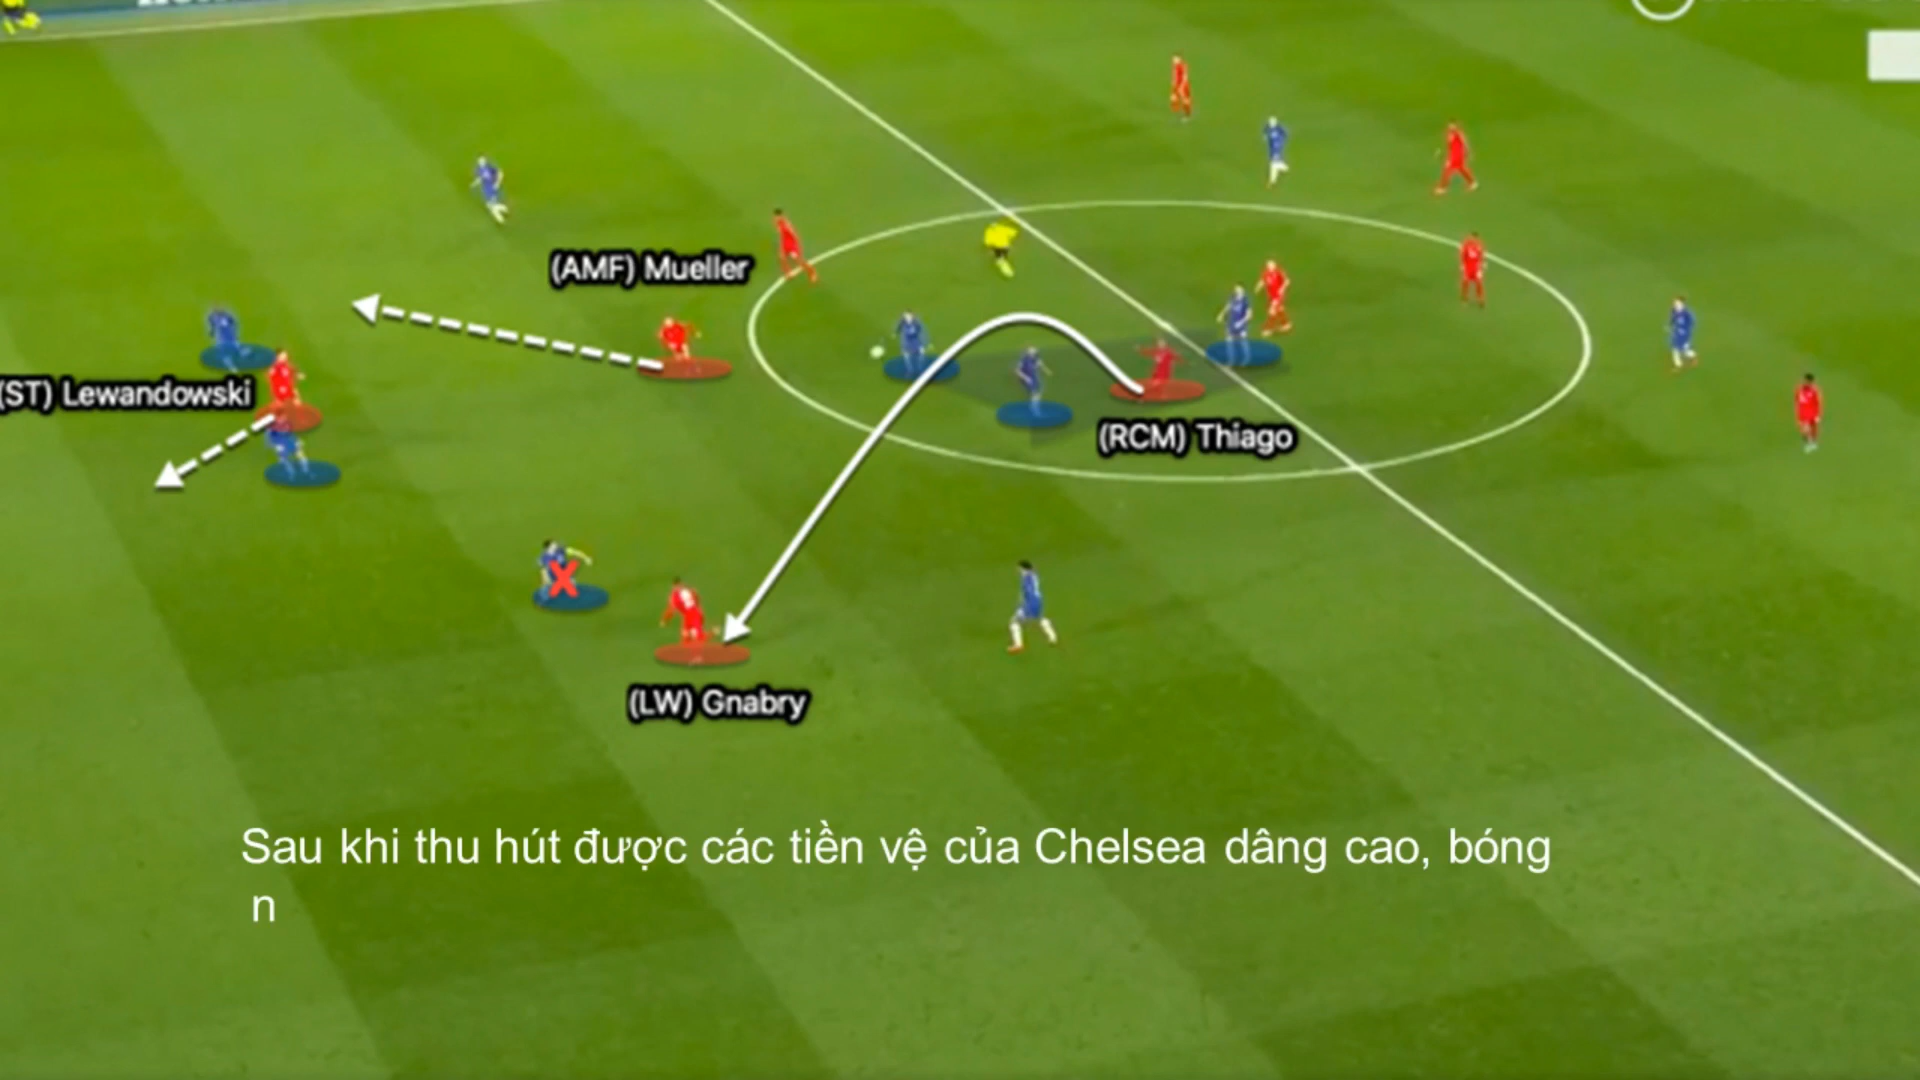 (AMF) Mueller
(ST) Lewandowski
(RCM) Thiago
X
(LW) Gnabry
Sau khi thu hút được các tiền vệ của Chelsea dâng cao, bóng
n